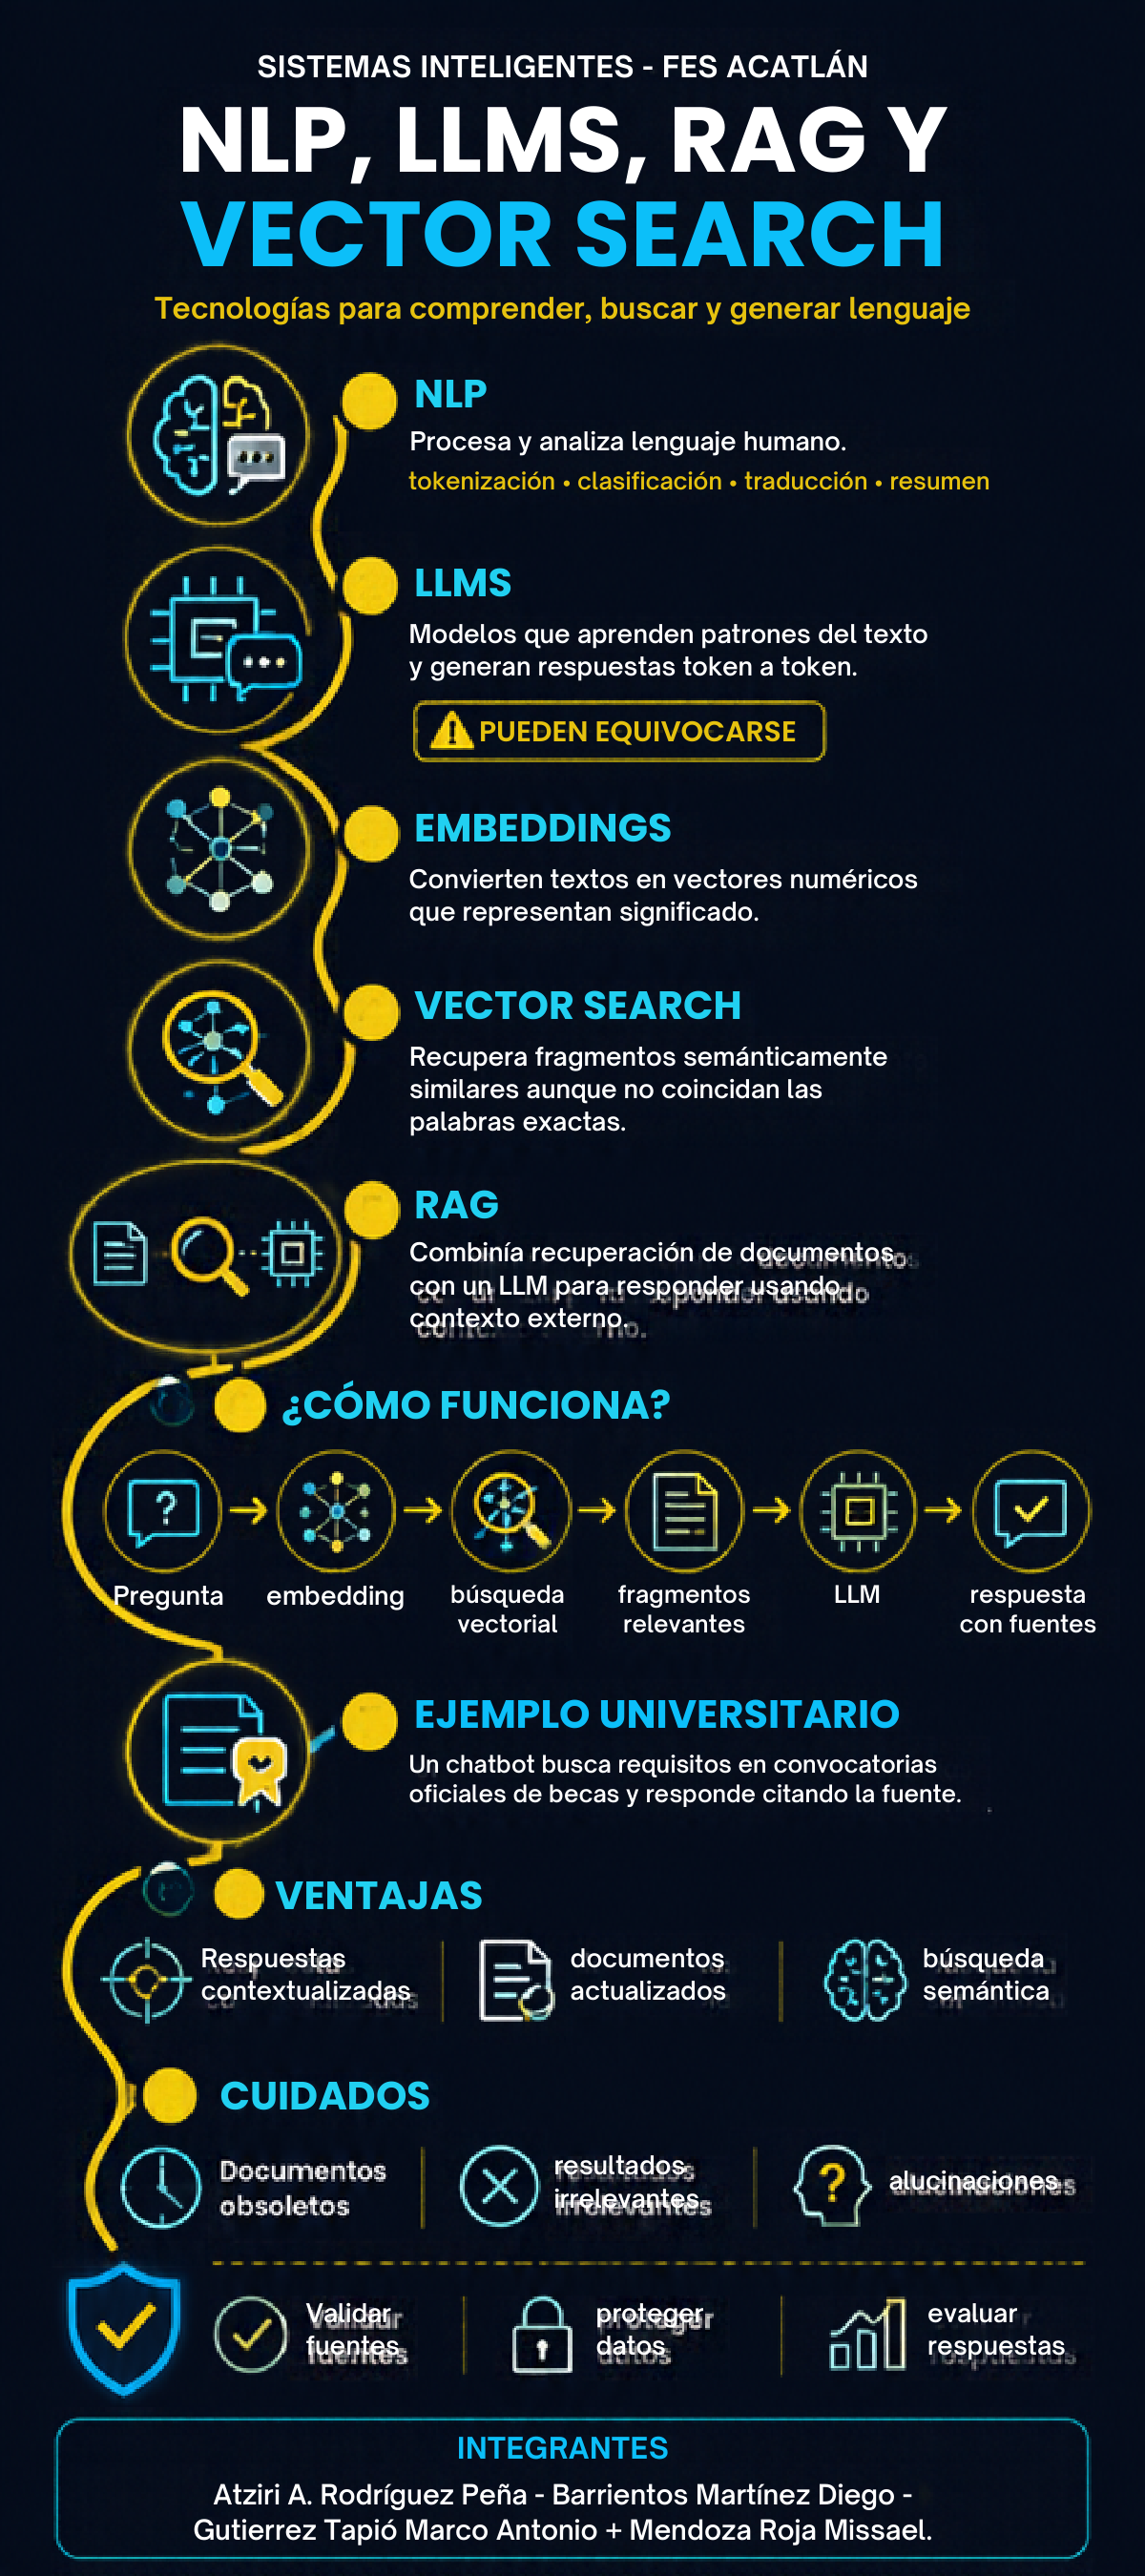 SISTEMAS INTELIGENTES - FES ACATLÁN
NLP, LLMS, RAG Y
VECTOR SEARCH
Tecnologías para comprender, buscar y generar lenguaje
NLP
Procesa y analiza lenguaje humano.
tokenización • clasificación • traducción • resumen
LLMS
Modelos que aprenden patrones del texto
y generan respuestas token a token.
PUEDEN EQUIVOCARSE
EMBEDDINGS
Convierten textos en vectores numéricos
que representan significado.
VECTOR SEARCH
Recupera fragmentos semánticamente
similares aunque no coincidan las
palabras exactas.
RAG
Combinía recuperación de documentos
con un LLM para responder usando
contexto externo.
¿CÓMO FUNCIONA?
Pregunta
embedding
búsqueda
vectorial
fragmentos
relevantes
LLM
respuesta
con fuentes
EJEMPLO UNIVERSITARIO
Un chatbot busca requisitos en convocatorias
oficiales de becas y responde citando la fuente.
VENTAJAS
Respuestas
contextualizadas
documentos
actualizados
búsqueda
semántica
CUIDADOS
Documentos
obsoletos
resultados
irrelevantes
alucinaciones
Validar
fuentes
proteger
datos
evaluar
respuestas
INTEGRANTES
Atziri A. Rodríguez Peña - Barrientos Martínez Diego -
Gutierrez Tapió Marco Antonio + Mendoza Roja Missael.